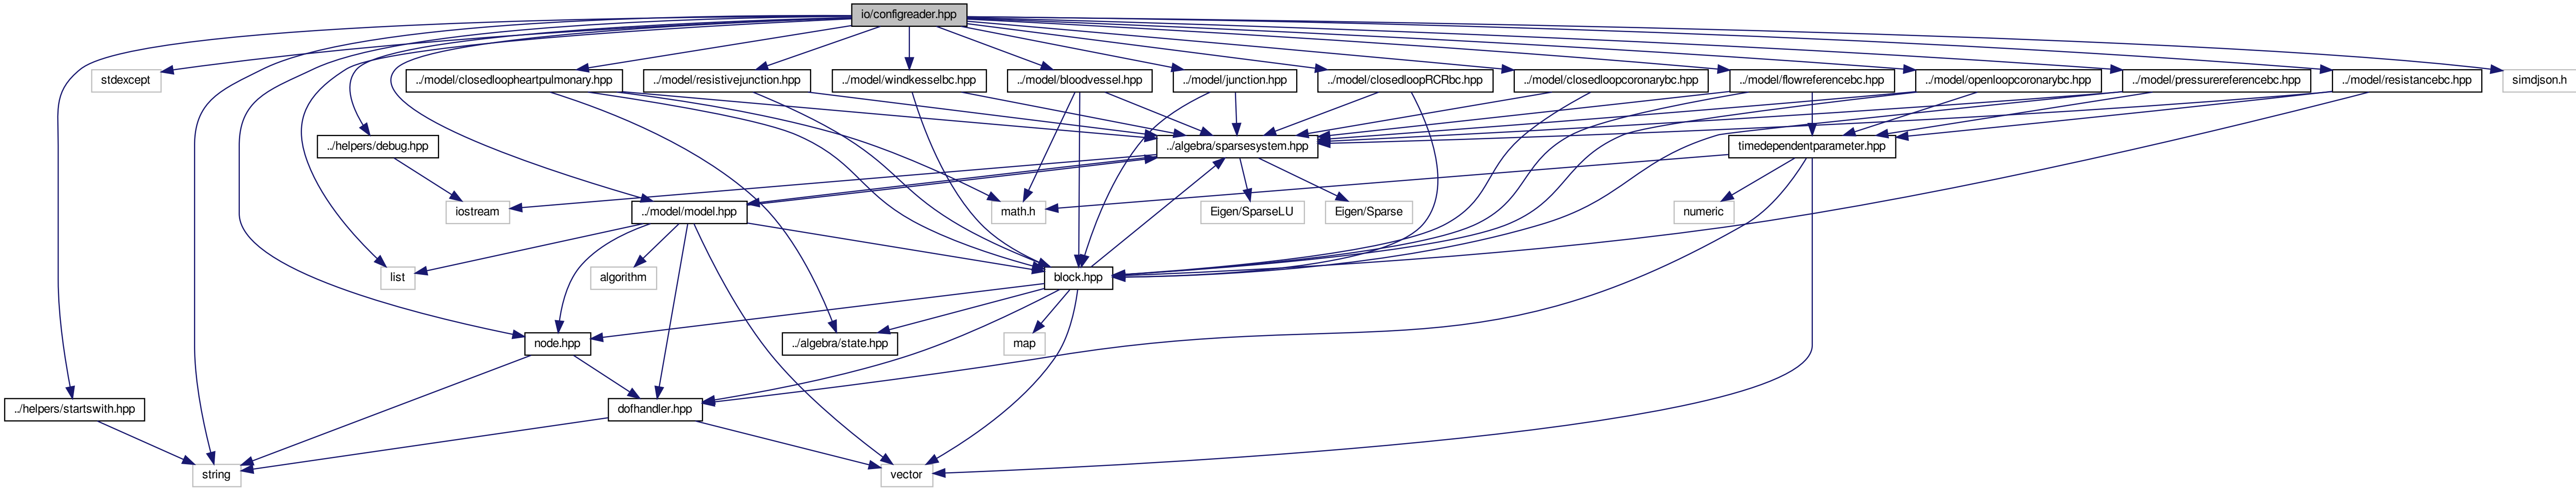 io/configreader.hpp
stdexcept
../model/closedloopheartpulmonary.hpp
../model/resistivejunction.hpp
../model/windkesselbc.hpp
../model/bloodvessel.hpp
../model/junction.hpp
../model/closedloopRCRbc.hpp
../model/closedloopcoronarybc.hpp
../model/flowreferencebc.hpp
../model/openloopcoronarybc.hpp
../model/pressurereferencebc.hpp
../model/resistancebc.hpp
simdjson.h
../helpers/debug.hpp
../algebra/sparsesystem.hpp
timedependentparameter.hpp
iostream
../model/model.hpp
math.h
Eigen/SparseLU
Eigen/Sparse
numeric
list
algorithm
block.hpp
node.hpp
../algebra/state.hpp
map
../helpers/startswith.hpp
dofhandler.hpp
string
vector